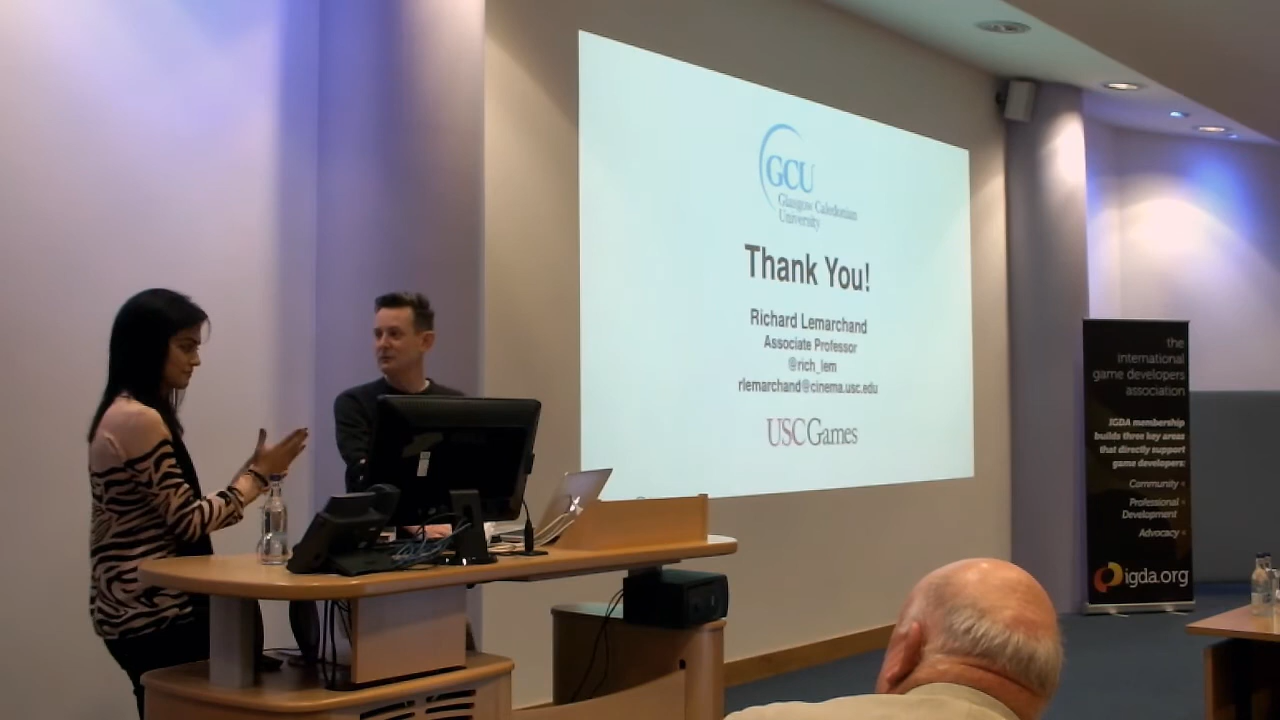 GCU
Glasgow Caledonian
University
Thank You!
Richard Lemarchand
Associate Professor
@rich_lem
rlemarchand@cinema.usc.edu
USC Games
the
international
game developers
association
IGDA membership
builds three key areas
that directly support
game developers:
Community <
Professional <
Development
Advocacy <
igda.org